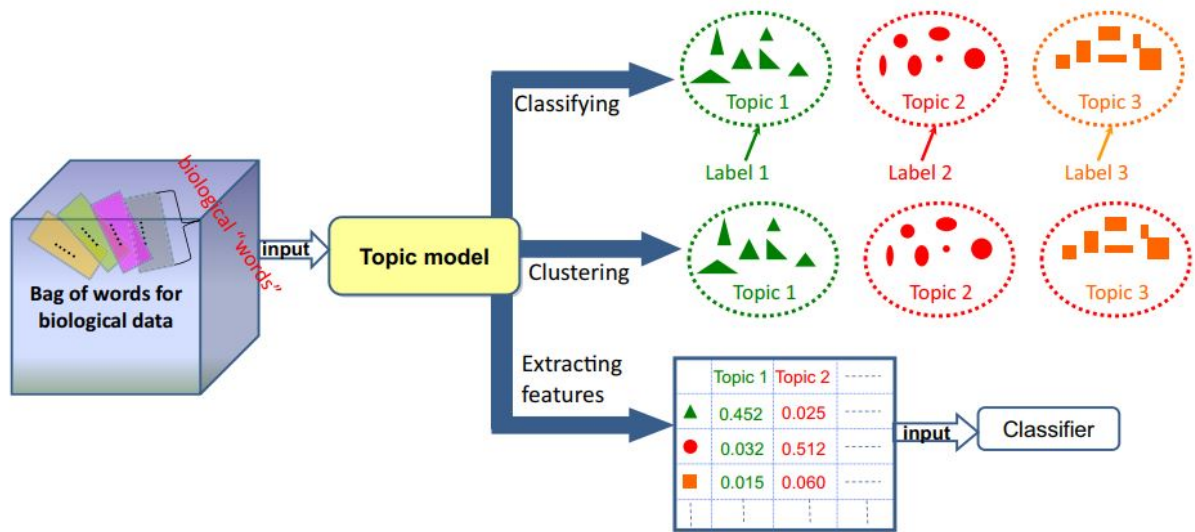 Classifying
Topic 1
Topic 2
Topic 3
Label 1
Label 2
Label 3
biological "words"
Bag of words for
biological data
input
Topic model
Clustering
Topic 1
Topic 2
Topic 3
Extracting
features
Topic 1 Topic 2
0.452 0.025
0.032 0.512
0.015 0.060
input
Classifier